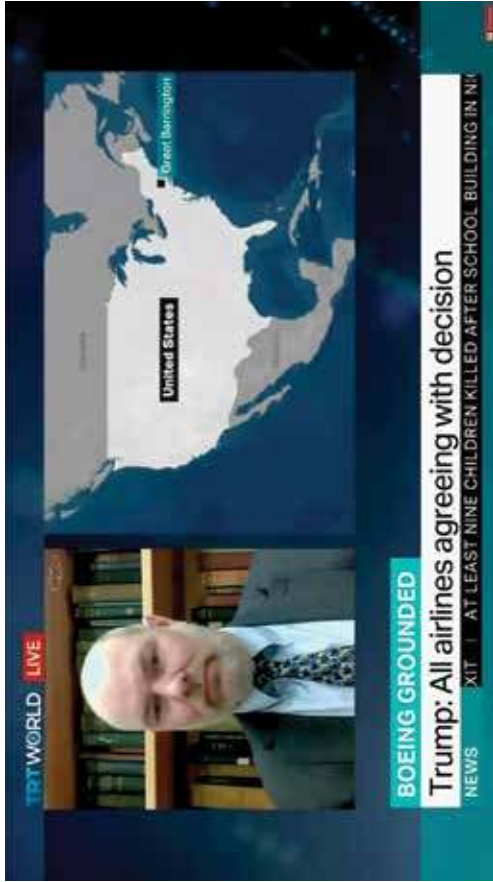 TRT WORLD LIVE
United States
Great Barrington
BOEING GROUNDED
Trump: All airlines agreeing with decision
NEWS
XIT | AT LEAST NINE CHILDREN KILLED AFTER SCHOOL BUILDING IN NI